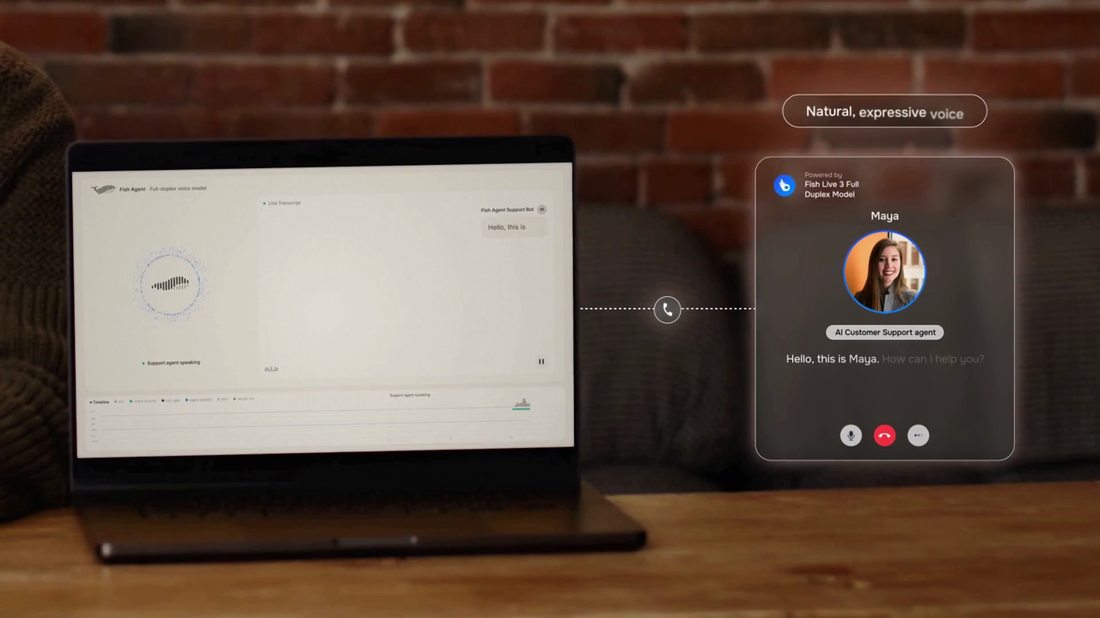 Natural, expressive voice
Powered by
Fish Live 3 Full
Duplex Model
Maya
AI Customer Support agent
Hello, this is Maya. How can I help you?
Fish Agent Full-duplex voice model
Live Transcript
Fish Agent Support Bot
Hello, this is
Support agent speaking
Timeline
Support agent speaking